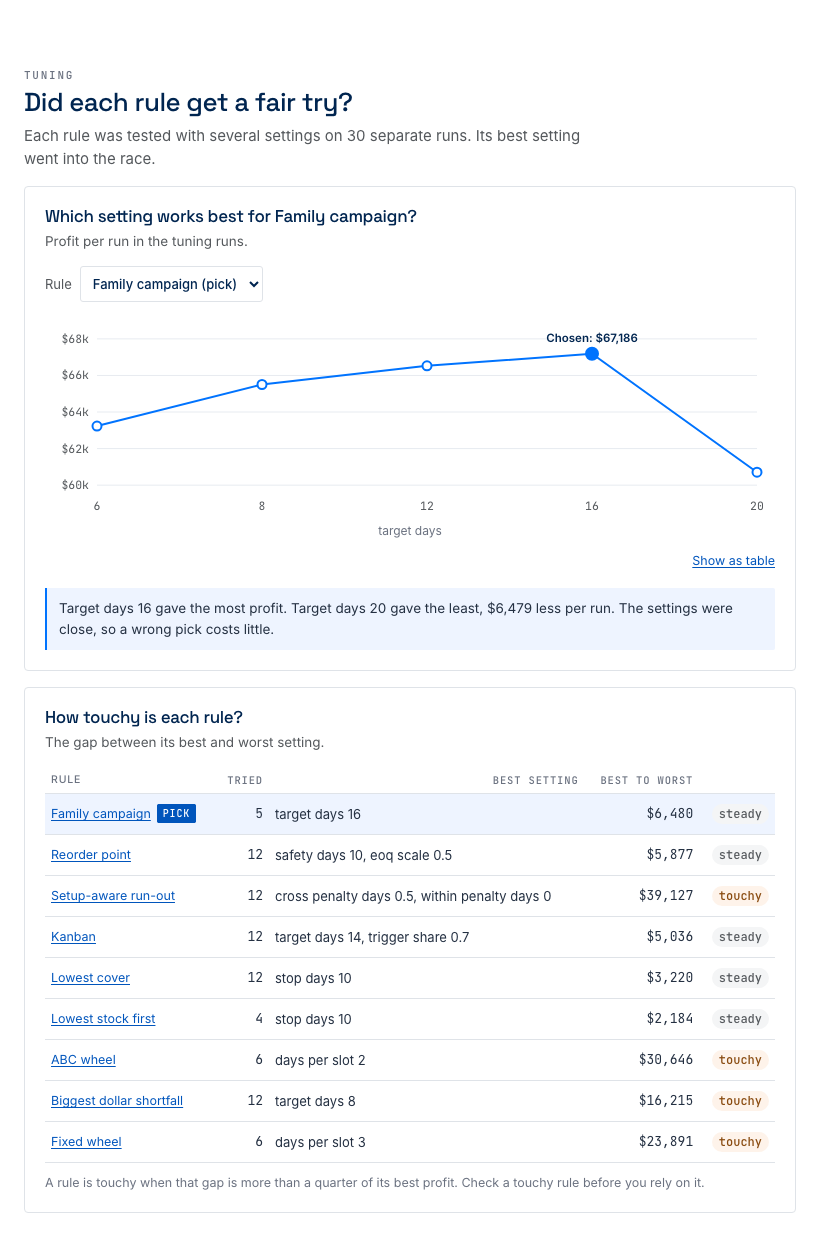 TUNING
Did each rule get a fair try?
Each rule was tested with several settings on 30 separate runs. Its best setting
went into the race.
Which setting works best for Family campaign?
Profit per run in the tuning runs.
Rule Family campaign (pick)
Chosen: $67,186
$68k
$66k
$64k
$62k
$60k
6 8 12 16 20
target days
Show as table
Target days 16 gave the most profit. Target days 20 gave the least, $6,479 less per run. The settings were
close, so a wrong pick costs little.
How touchy is each rule?
The gap between its best and worst setting.
RULE TRIED BEST SETTING BEST TO WORST
Family campaign PICK 5 target days 16 $6,480 steady
Reorder point 12 safety days 10, eoq scale 0.5 $5,877 steady
Setup-aware run-out 12 cross penalty days 0.5, within penalty days 0 $39,127 touchy
Kanban 12 target days 14, trigger share 0.7 $5,036 steady
Lowest cover 12 stop days 10 $3,220 steady
Lowest stock first 4 stop days 10 $2,184 steady
ABC wheel 6 days per slot 2 $30,646 touchy
Biggest dollar shortfall 12 target days 8 $16,215 touchy
Fixed wheel 6 days per slot 3 $23,891 touchy
A rule is touchy when that gap is more than a quarter of its best profit. Check a touchy rule before you rely on it.